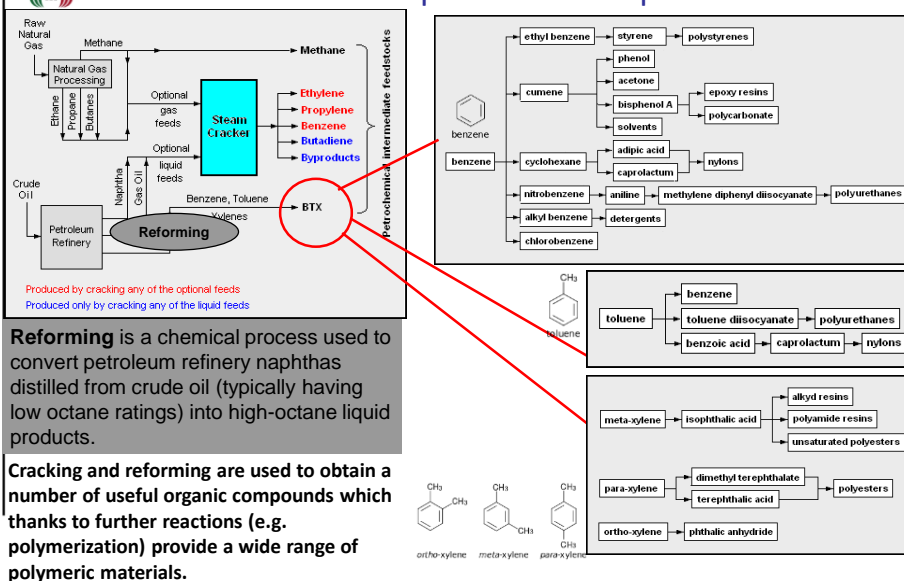 Raw
Natural
Gas
Methane
Methane
Natural Gas
Processing
Ethane
Propane
Butanes
Optional
gas
feeds
Steam
Cracker
Ethylene
Propylene
Benzene
Butadiene
Byproducts
Optional
liquid
feeds
Naphtha
Gas Oil
Crude
Oil
Petroleum
Refinery
Reforming
Benzene, Toluene
Xylenes
BTX
Petrochemical intermediate feedstocks
Produced by cracking any of the optional feeds
Produced only by cracking any of the liquid feeds
Reforming is a chemical process used to
convert petroleum refinery naphthas
distilled from crude oil (typically having
low octane ratings) into high-octane liquid
products.
Cracking and reforming are used to obtain a
number of useful organic compounds which
thanks to further reactions (e.g.
polymerization) provide a wide range of
polymeric materials.
ethyl benzene
styrene
polystyrenes
cumene
phenol
acetone
bisphenol A
solvents
epoxy resins
polycarbonate
benzene
benzene
cyclohexane
adipic acid
caprolactum
nylons
nitrobenzene
aniline
methylene diphenyl diisocyanate
polyurethanes
alkyl benzene
detergents
chlorobenzene
CH3
toluene
toluene
benzene
toluene diisocyanate
polyurethanes
benzoic acid
caprolactum
nylons
meta-xylene
isophthalic acid
alkyd resins
polyamide resins
unsaturated polyesters
para-xylene
dimethyl terephthalate
terephthalic acid
polyesters
ortho-xylene
phthalic anhydride
CH3
CH3
ortho-xylene
CH3
CH3
meta-xylene
CH3
CH3
para-xylene